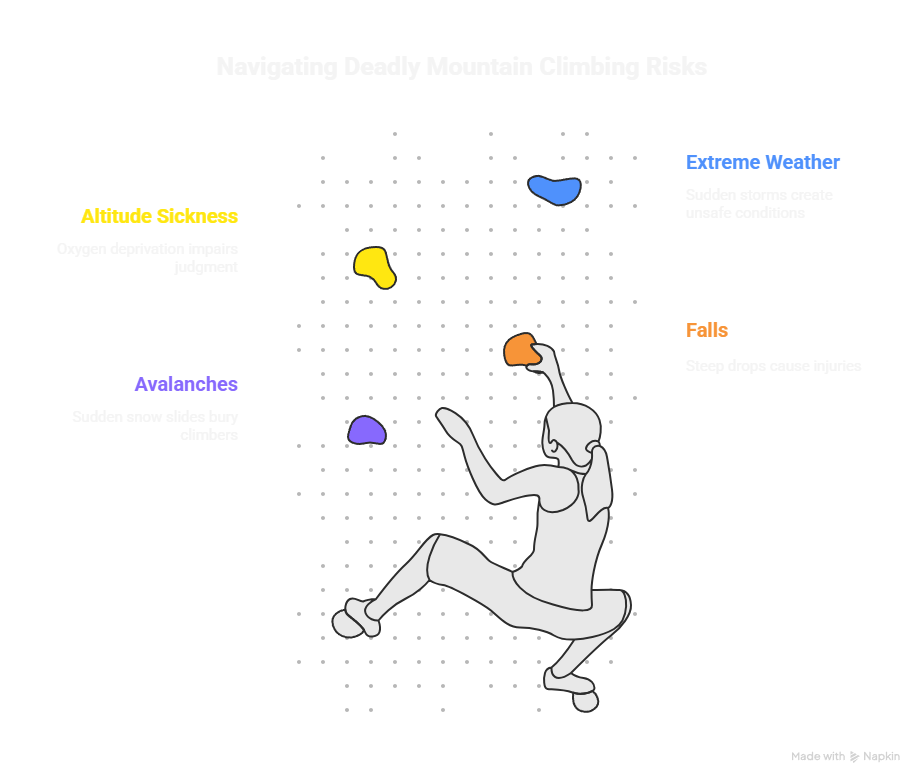 Navigating Deadly Mountain Climbing Risks
Extreme Weather
Sudden storms create
unsafe conditions
Altitude Sickness
Oxygen deprivation impairs
judgment
Falls
Steep drops cause injuries
Avalanches
Sudden snow slides bury
climbers
Made with Napkin